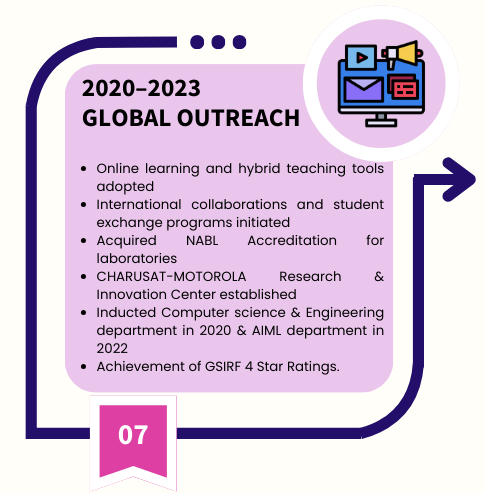 2020–2023
GLOBAL OUTREACH
• Online learning and hybrid teaching tools
adopted
• International collaborations and student
exchange programs initiated
• Acquired NABL Accreditation for
laboratories
• CHARUSAT-MOTOROLA Research &
Innovation Center established
• Inducted Computer science & Engineering
department in 2020 & AIML department in
2022
• Achievement of GSIRF 4 Star Ratings.
07